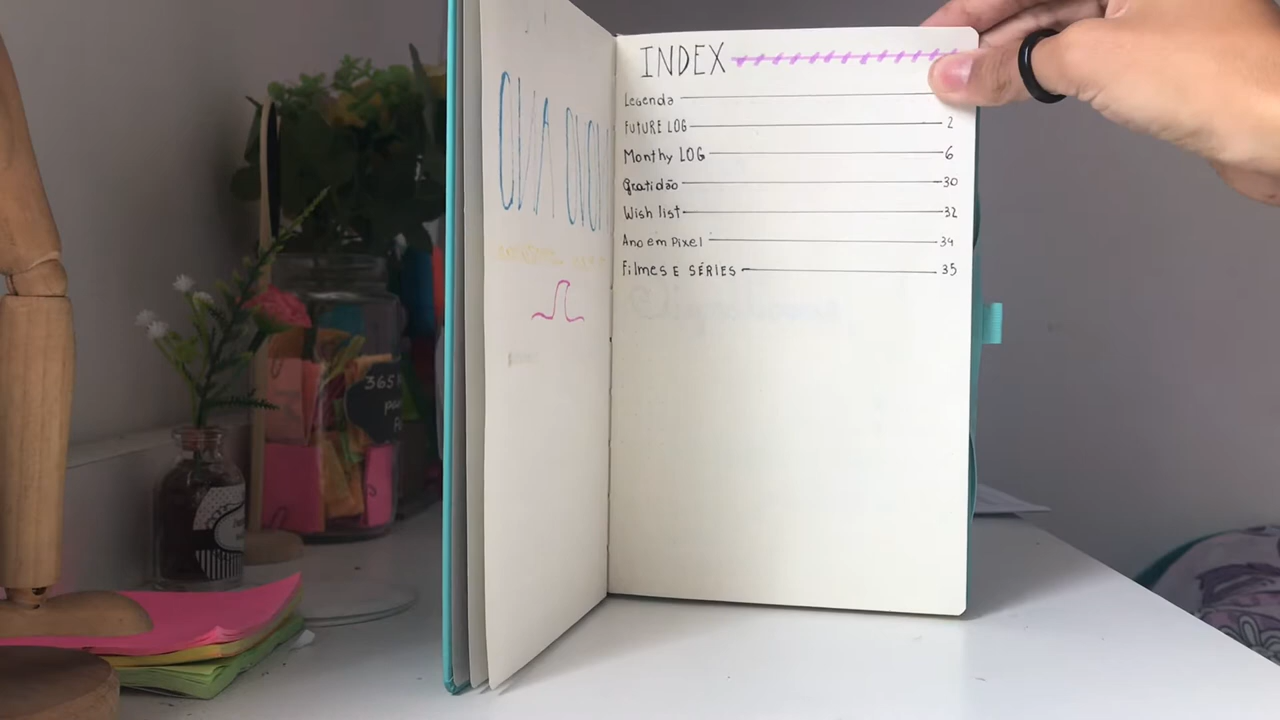 INDEX
Legenda
FUTURE LOG 2
Monthy LOG 6
Gratidão 30
Wish list 32
Ano em Pixel 34
Filmes E SÉRIES 35
365